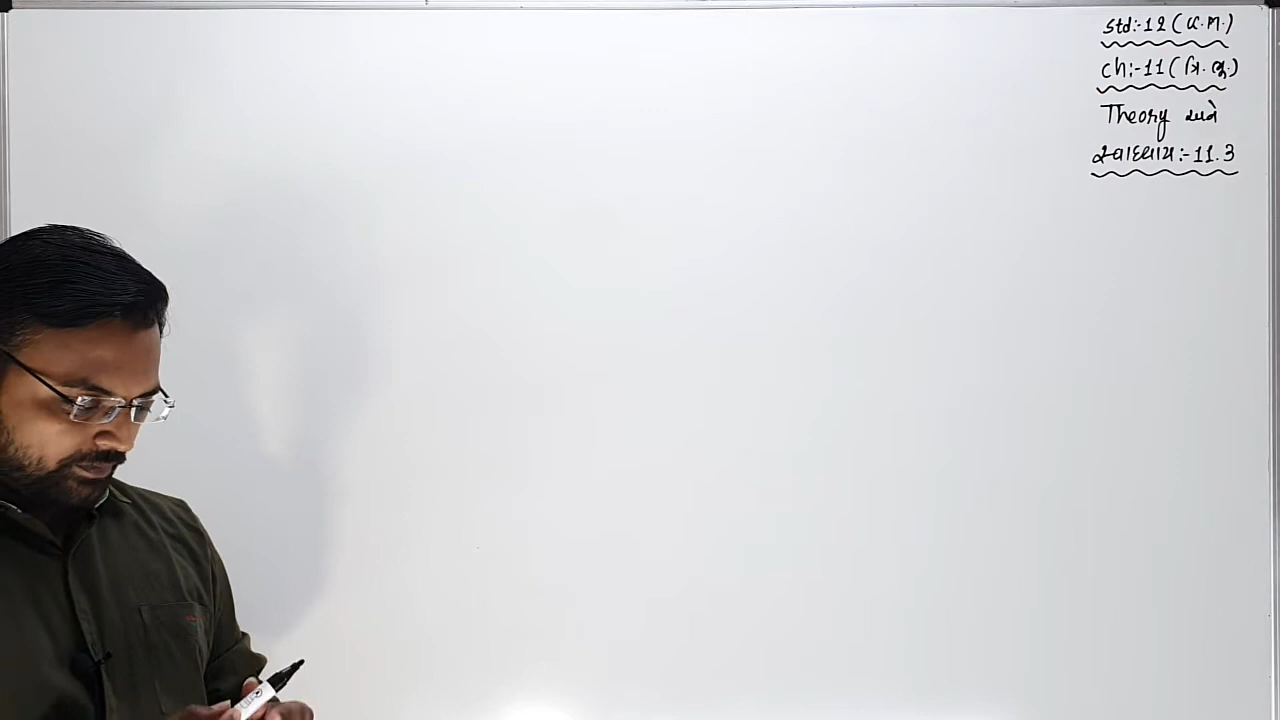 Std:-12 (ધ.મ.)
Ch:-11 (ત્રિ.ભૂ.)
Theory અને
સ્વાધ્યાય:-11.3